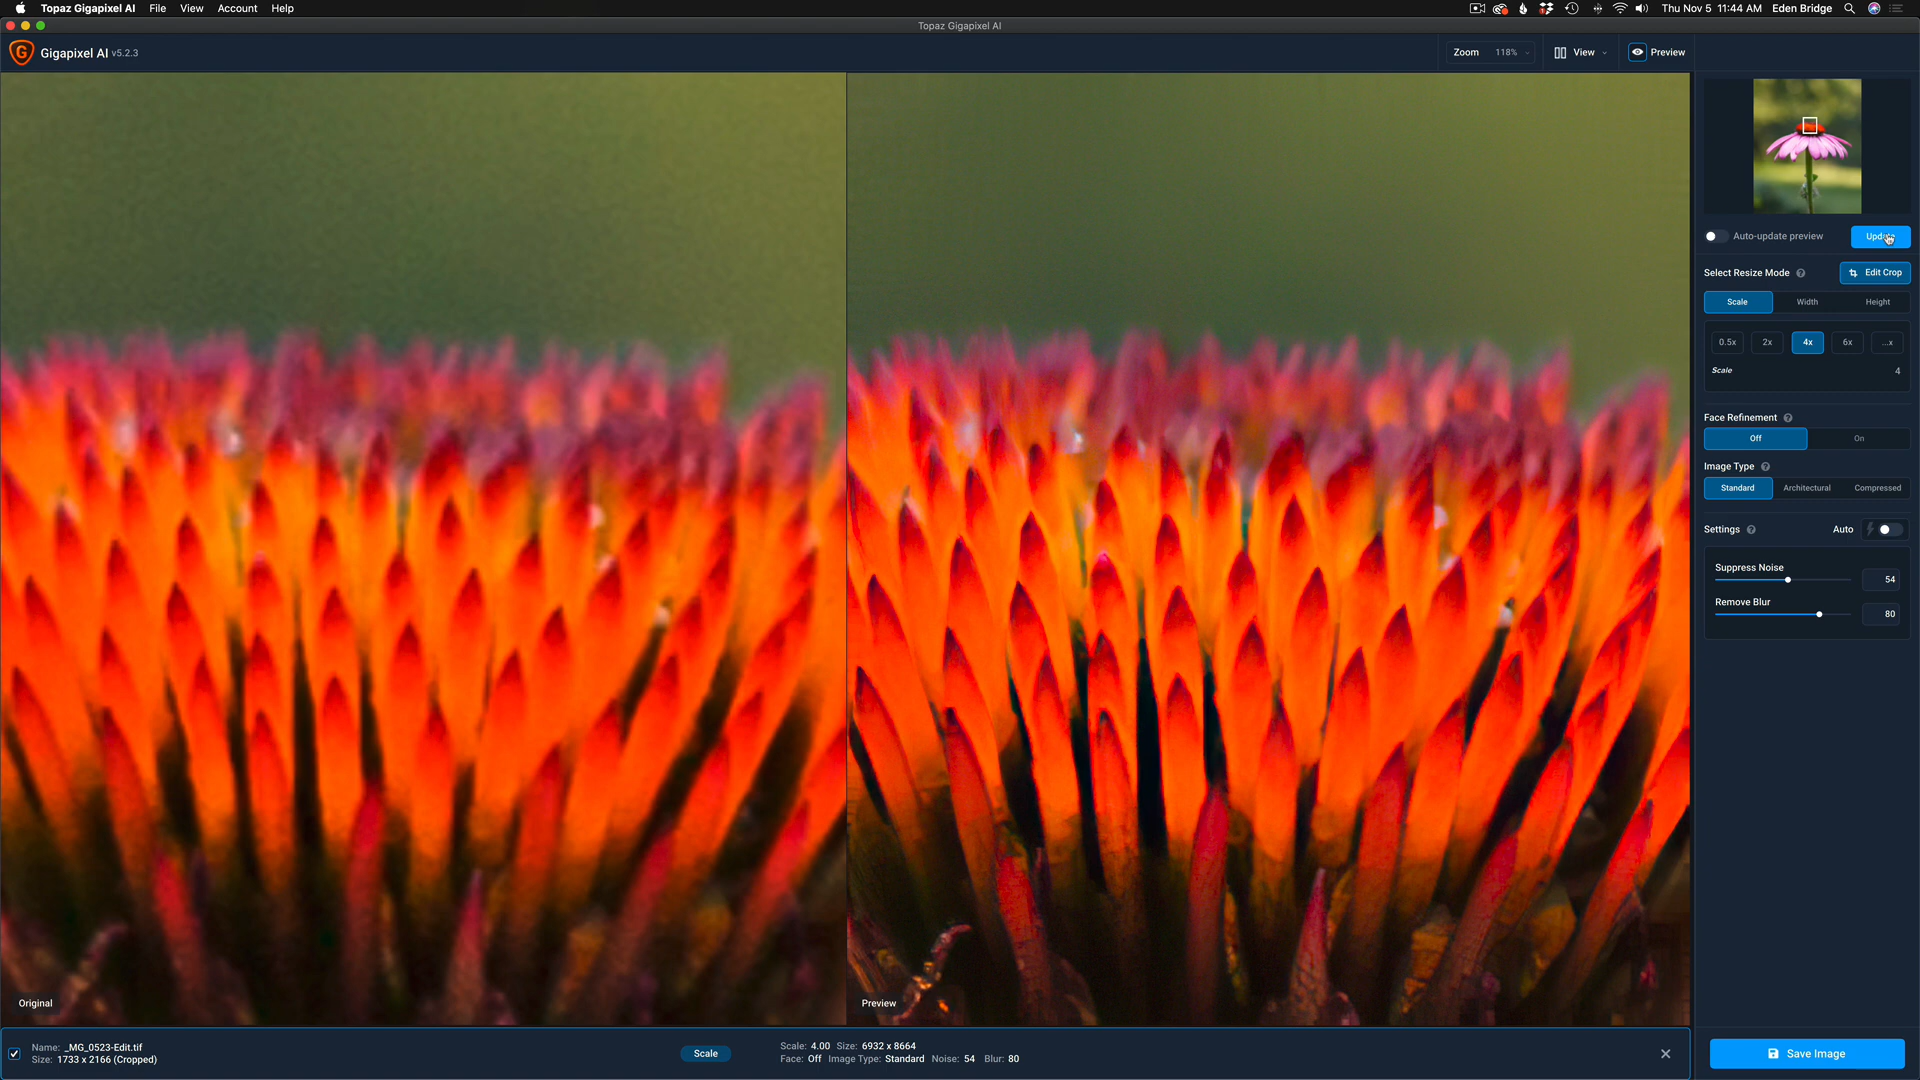 Topaz Gigapixel AI File View Account Help Thu Nov 5 11:44 AM Eden Bridge
Topaz Gigapixel AI
Gigapixel AI v5.2.3 Zoom 118% View Preview
Auto-update preview Update
Select Resize Mode ? Edit Crop
Scale Width Height
0.5x 2x 4x 6x ...x
Scale 4
Face Refinement ?
Off On
Image Type ?
Standard Architectural Compressed
Settings ? Auto
Suppress Noise
54
Remove Blur
80
Original Preview
Name: _MG_0523-Edit.tif
Size: 1733 x 2166 (Cropped)
Scale
Scale: 4.00 Size: 6932 x 8664
Face: Off Image Type: Standard Noise: 54 Blur: 80
Save Image